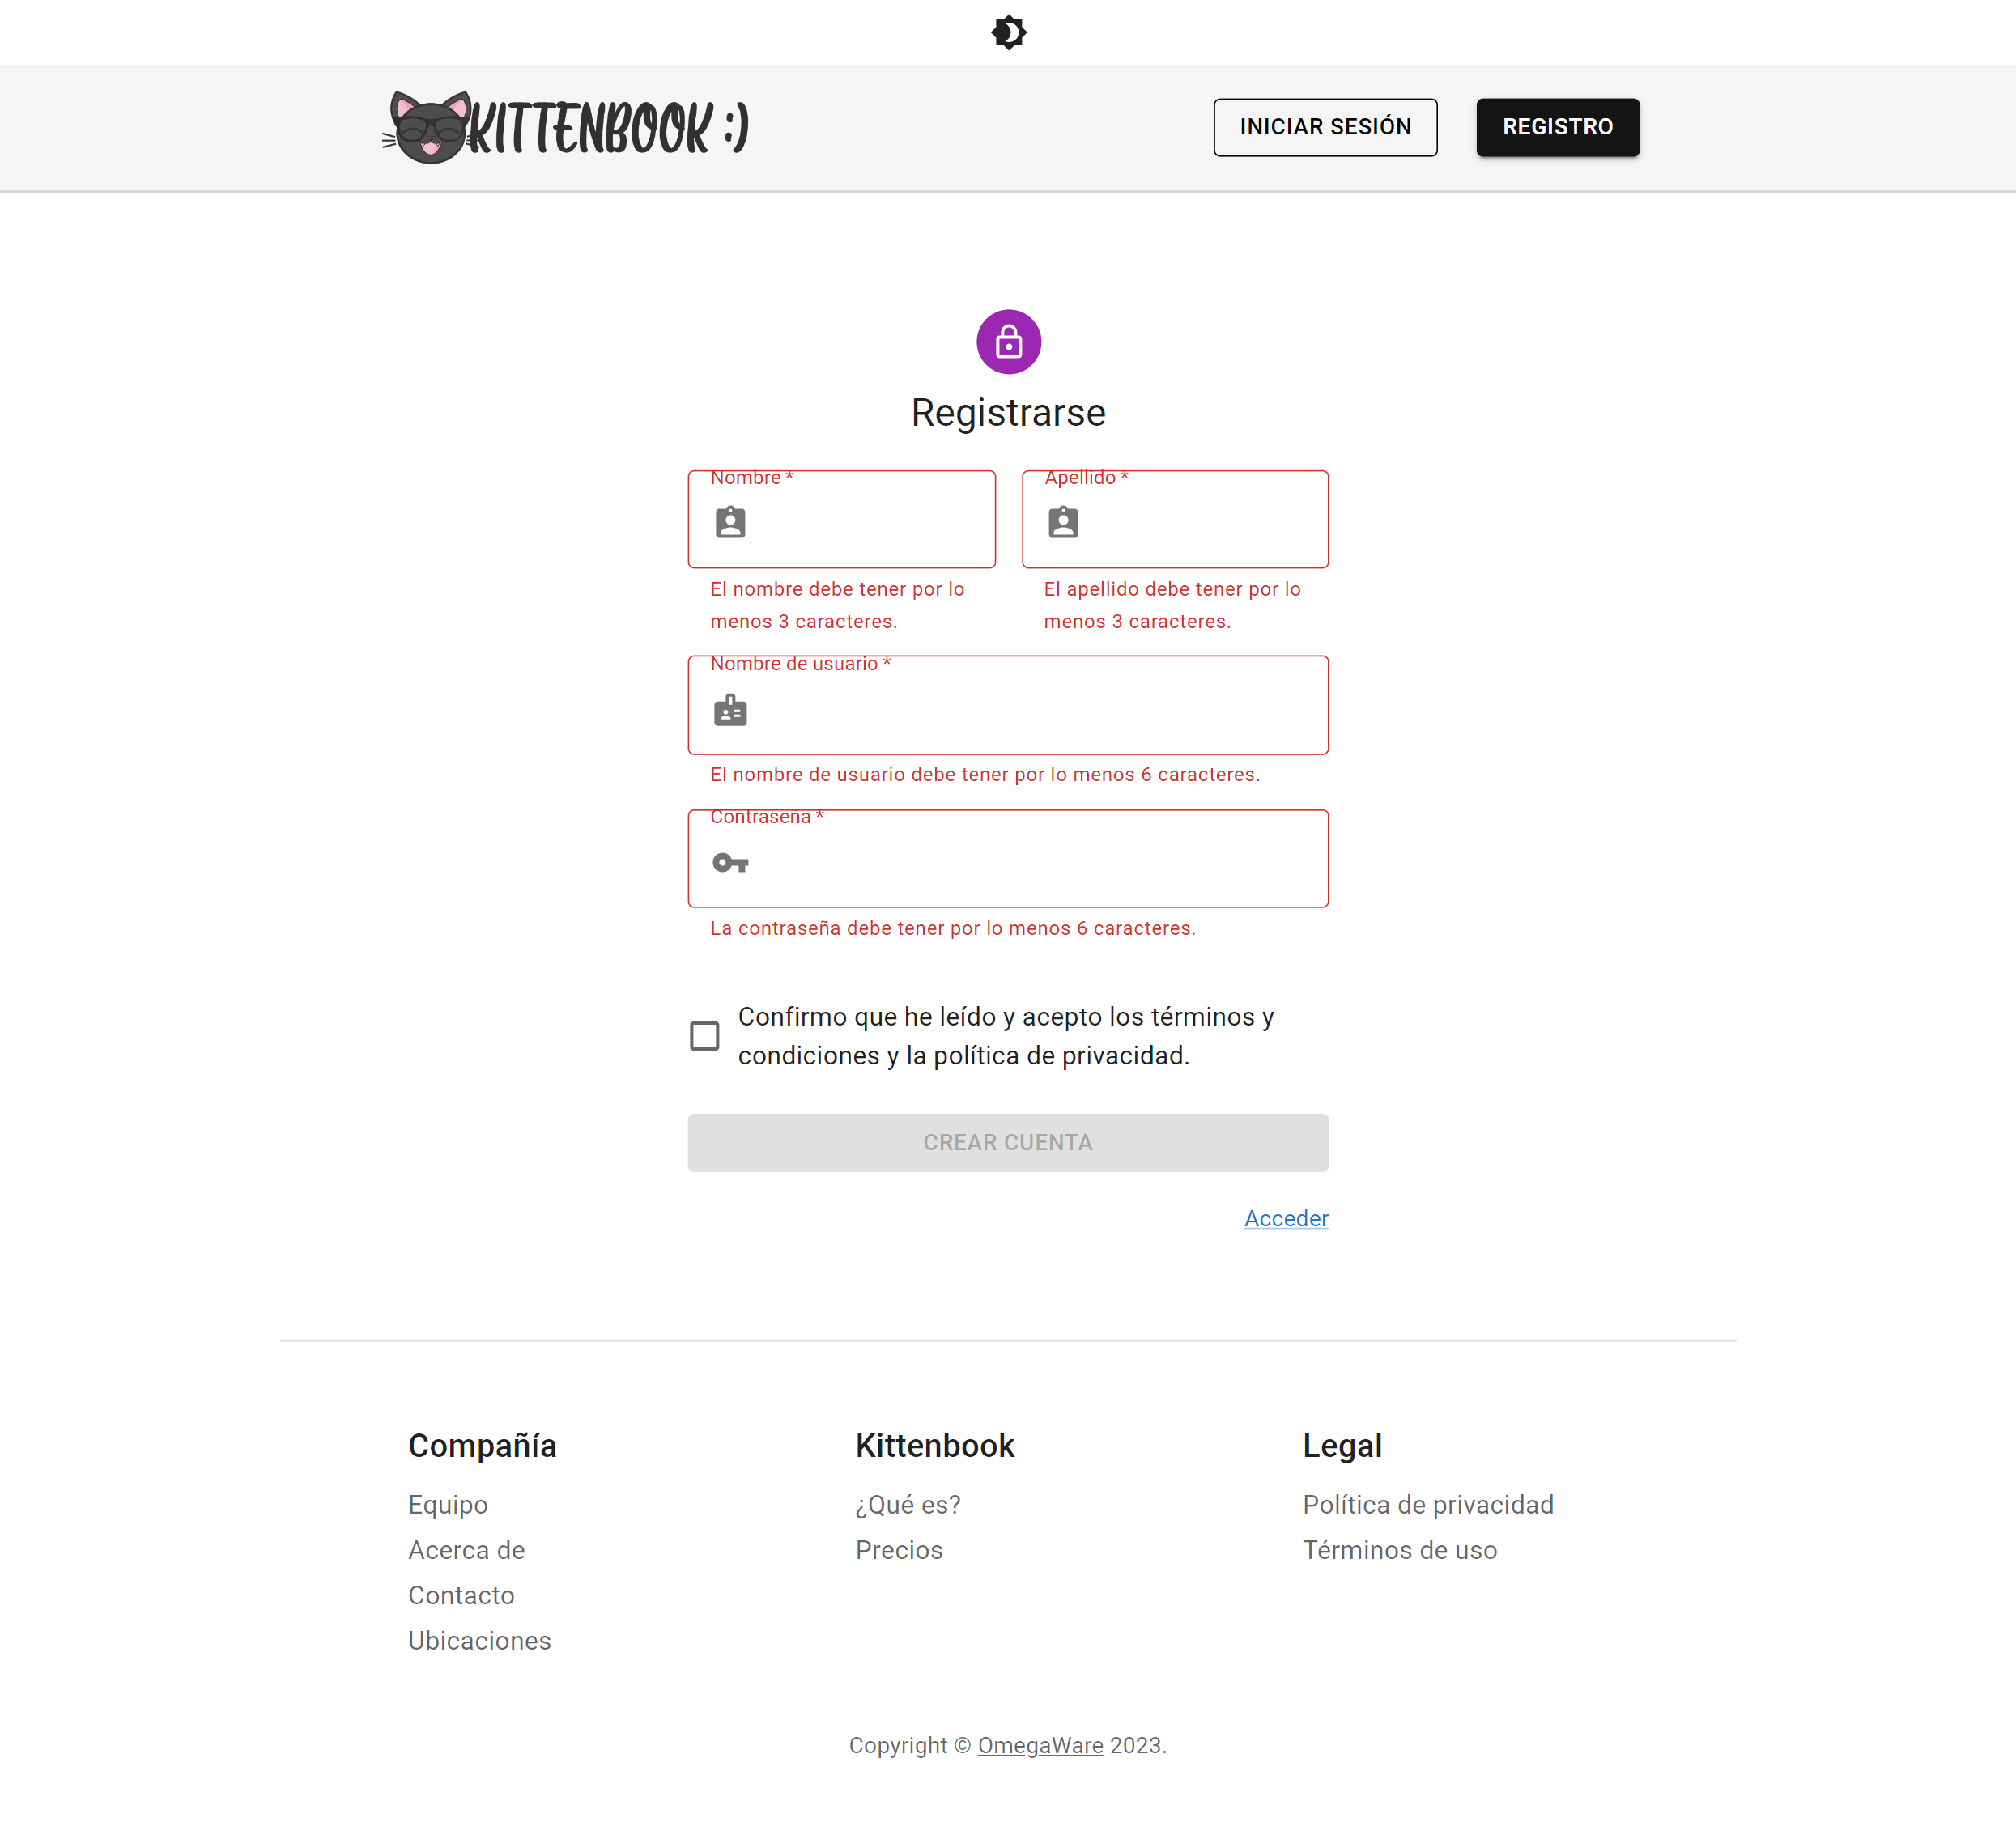 KITTENBOOK :)
INICIAR SESIÓN
REGISTRO
Registrarse
Nombre *
Apellido *
El nombre debe tener por lo
menos 3 caracteres.
El apellido debe tener por lo
menos 3 caracteres.
Nombre de usuario *
El nombre de usuario debe tener por lo menos 6 caracteres.
Contraseña *
La contraseña debe tener por lo menos 6 caracteres.
Confirmo que he leído y acepto los términos y
condiciones y la política de privacidad.
CREAR CUENTA
Acceder
Compañía
Equipo
Acerca de
Contacto
Ubicaciones
Kittenbook
¿Qué es?
Precios
Legal
Política de privacidad
Términos de uso
Copyright © OmegaWare 2023.